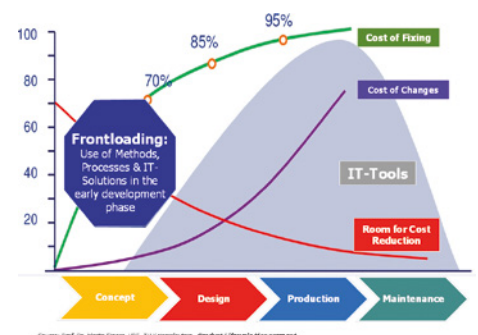 100
80
60
40
20
70%
85%
95%
Cost of Fixing
Cost of Changes
IT-Tools
Room for Cost
Reduction
Frontloading:
Use of Methods,
Processes & IT-
Solutions in the
early development
phase
Concept
Design
Production
Maintenance